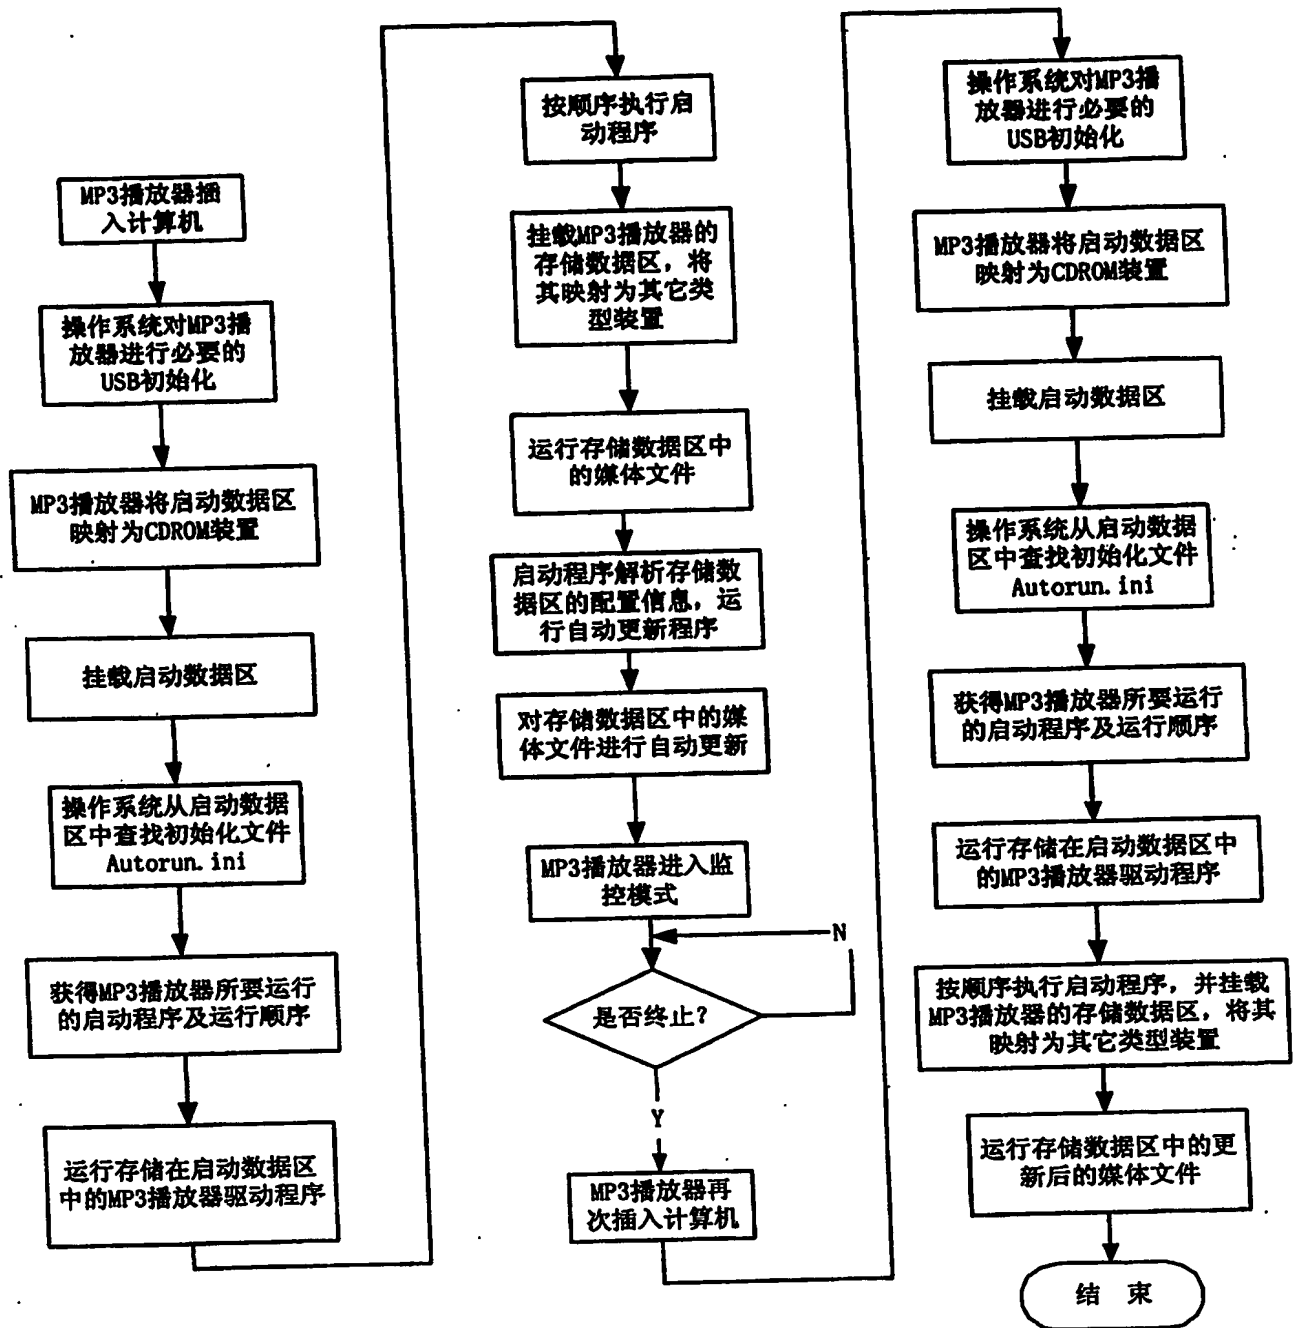 MP3播放器插
入计算机
操作系统对MP3播
放器进行必要的
USB初始化
MP3播放器将启动数据区
映射为CDROM装置
挂载启动数据区
操作系统从启动数据
区中查找初始化文件
Autorun.ini
获得MP3播放器所要运行
的启动程序及运行顺序
运行存储在启动数据区
中的MP3播放器驱动程序
按顺序执行启
动程序
挂载MP3播放器的
存储数据区，将
其映射为其它类
型装置
运行存储数据区中
的媒体文件
启动程序解析存储数
据区的配置信息，运
行自动更新程序
对存储数据区中的媒
体文件进行自动更新
MP3播放器进入监
控模式
N
是否终止？
Y
MP3播放器再
次插入计算机
操作系统对MP3播
放器进行必要的
USB初始化
MP3播放器将启动数据区
映射为CDROM装置
挂载启动数据区
操作系统从启动数据
区中查找初始化文件
Autorun.ini
获得MP3播放器所要运行
的启动程序及运行顺序
运行存储在启动数据区中
的MP3播放器驱动程序
按顺序执行启动程序，并挂载
MP3播放器的存储数据区，将其
映射为其它类型装置
运行存储数据区中的更
新后的媒体文件
结 束